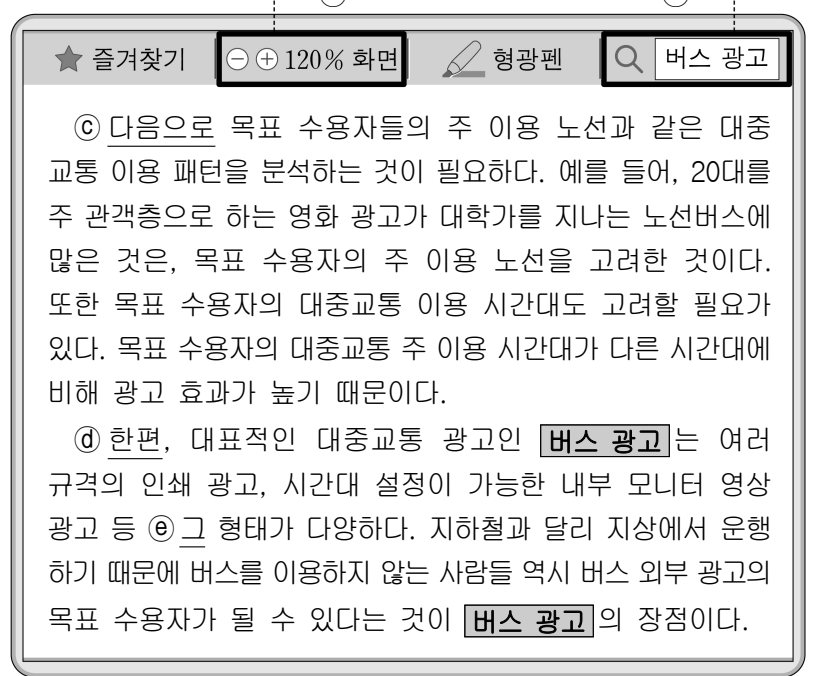 ★ 즐겨찾기 ⊖⊕120% 화면 형광펜 버스 광고
ⓒ 다음으로 목표 수용자들의 주 이용 노선과 같은 대중
교통 이용 패턴을 분석하는 것이 필요하다. 예를 들어, 20대를
주 관객층으로 하는 영화 광고가 대학가를 지나는 노선버스에
많은 것은, 목표 수용자의 주 이용 노선을 고려한 것이다.
또한 목표 수용자의 대중교통 이용 시간대도 고려할 필요가
있다. 목표 수용자의 대중교통 주 이용 시간대가 다른 시간대에
비해 광고 효과가 높기 때문이다.
ⓓ 한편, 대표적인 대중교통 광고인 버스 광고는 여러
규격의 인쇄 광고, 시간대 설정이 가능한 내부 모니터 영상
광고 등 ⓔ 그 형태가 다양하다. 지하철과 달리 지상에서 운행
하기 때문에 버스를 이용하지 않는 사람들 역시 버스 외부 광고의
목표 수용자가 될 수 있다는 것이 버스 광고의 장점이다.